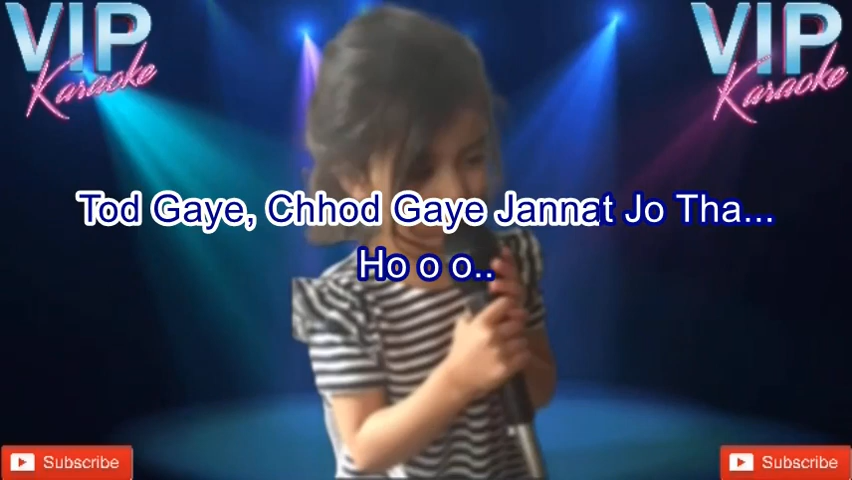 VIP
Karaoke
VIP
Karaoke
Tod Gaye, Chhod Gaye Jannat Jo Tha...
Ho o o..
Subscribe
Subscribe